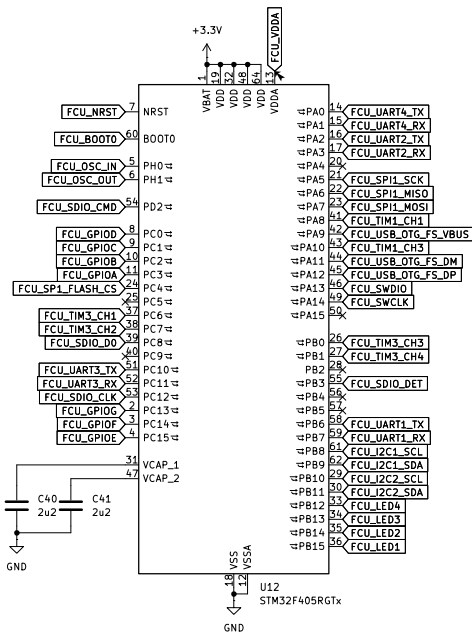 +3.3V
FCU_VDDA
1 19 32 48 64 13
VBAT VDD VDD VDD VDD VDDA
FCU_NRST 7 NRST
FCU_BOOT0 60 BOOT0
FCU_OSC_IN 5 PH0
FCU_OSC_OUT 6 PH1
FCU_SDIO_CMD 54 PD2
FCU_GPIOD 8 PC0
FCU_GPIOC 9 PC1
FCU_GPIOB 10 PC2
FCU_GPIOA 11 PC3
FCU_SP1_FLASH_CS 24 PC4
25 PC5
FCU_TIM3_CH1 37 PC6
FCU_TIM3_CH2 38 PC7
FCU_SDIO_D0 39 PC8
40 PC9
FCU_UART3_TX 51 PC10
FCU_UART3_RX 52 PC11
FCU_SDIO_CLK 53 PC12
FCU_GPIOG 2 PC13
FCU_GPIOF 3 PC14
FCU_GPIOE 4 PC15
31 VCAP_1
47 VCAP_2
PA0 14 FCU_UART4_TX
PA1 15 FCU_UART4_RX
PA2 16 FCU_UART2_TX
PA3 17 FCU_UART2_RX
PA4 20
PA5 21 FCU_SPI1_SCK
PA6 22 FCU_SPI1_MISO
PA7 23 FCU_SPI1_MOSI
PA8 41 FCU_TIM1_CH1
PA9 42 FCU_USB_OTG_FS_VBUS
PA10 43 FCU_TIM1_CH3
PA11 44 FCU_USB_OTG_FS_DM
PA12 45 FCU_USB_OTG_FS_DP
PA13 46 FCU_SWDIO
PA14 49 FCU_SWCLK
PA15 50
PB0 26 FCU_TIM3_CH3
PB1 27 FCU_TIM3_CH4
PB2 28
PB3 55 FCU_SDIO_DET
PB4 56
PB5 57
PB6 58 FCU_UART1_TX
PB7 59 FCU_UART1_RX
PB8 61 FCU_I2C1_SCL
PB9 62 FCU_I2C1_SDA
PB10 29 FCU_I2C2_SCL
PB11 30 FCU_I2C2_SDA
PB12 33 FCU_LED4
PB13 34 FCU_LED3
PB14 35 FCU_LED2
PB15 36 FCU_LED1
C40
2u2
C41
2u2
GND
VSS VSSA
18 12
U12
STM32F405RGTx
GND